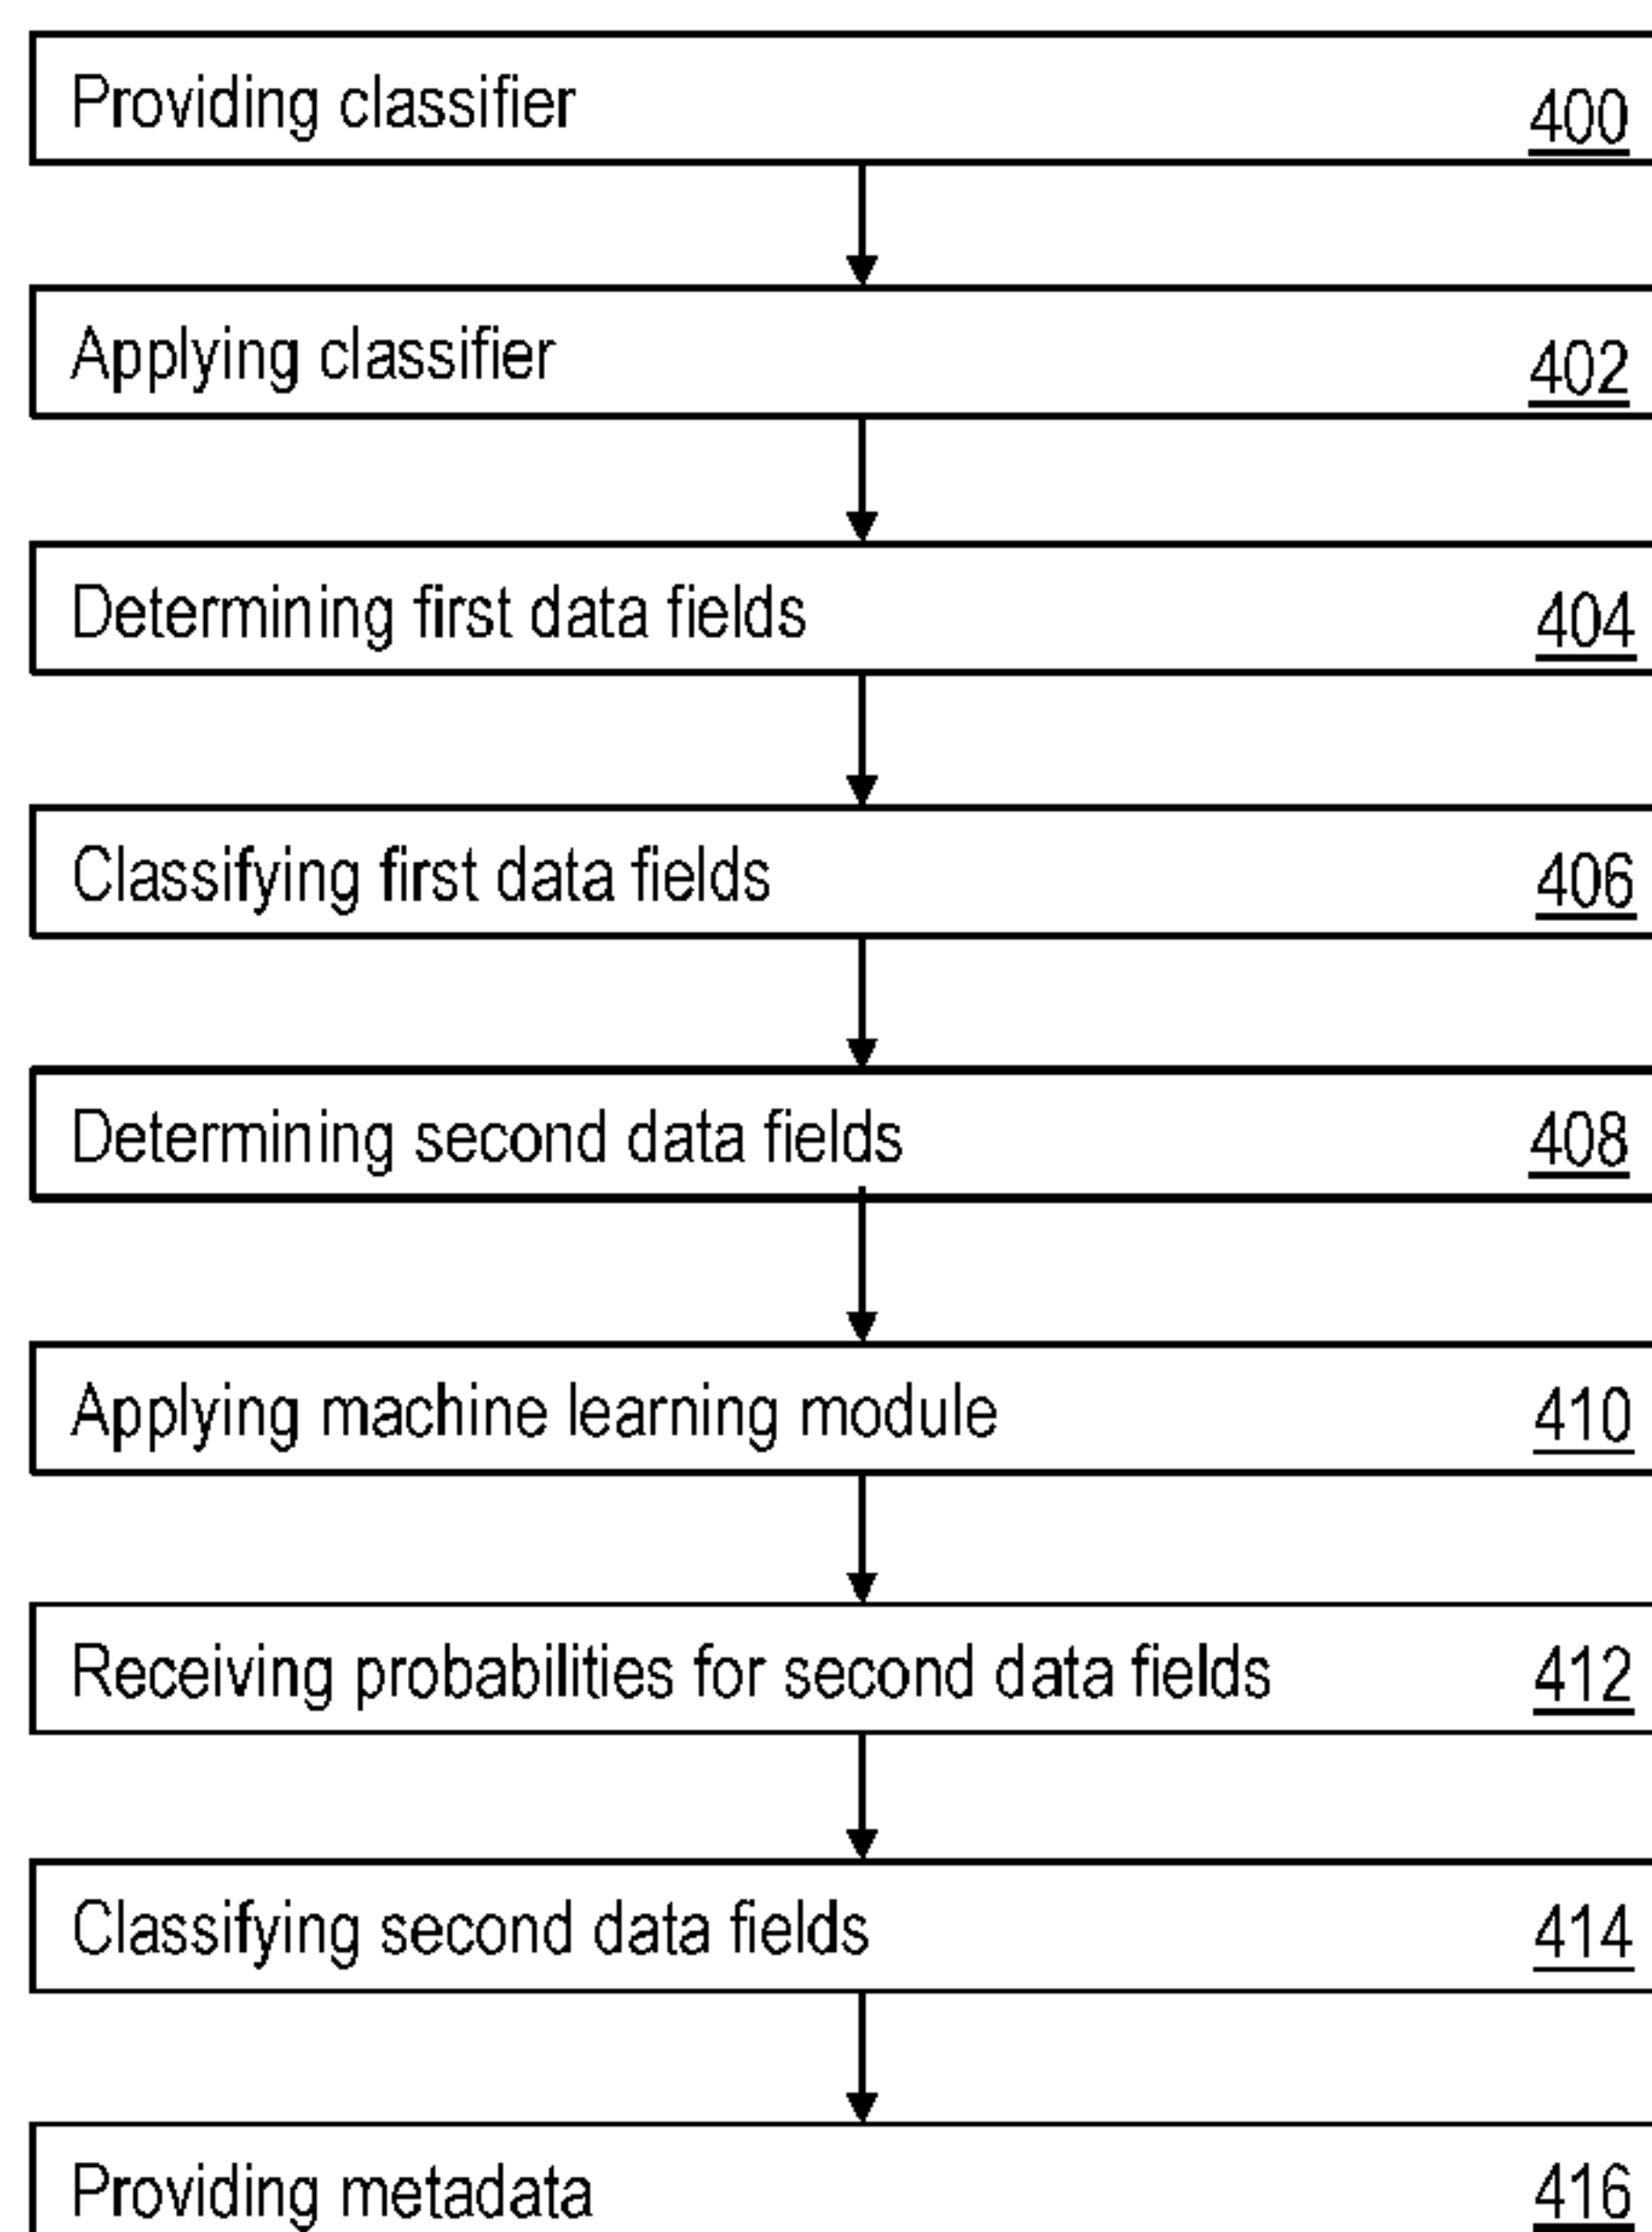 Providing classifier 400
Applying classifier 402
Determining first data fields 404
Classifying first data fields 406
Determining second data fields 408
Applying machine learning module 410
Receiving probabilities for second data fields 412
Classifying second data fields 414
Providing metadata 416